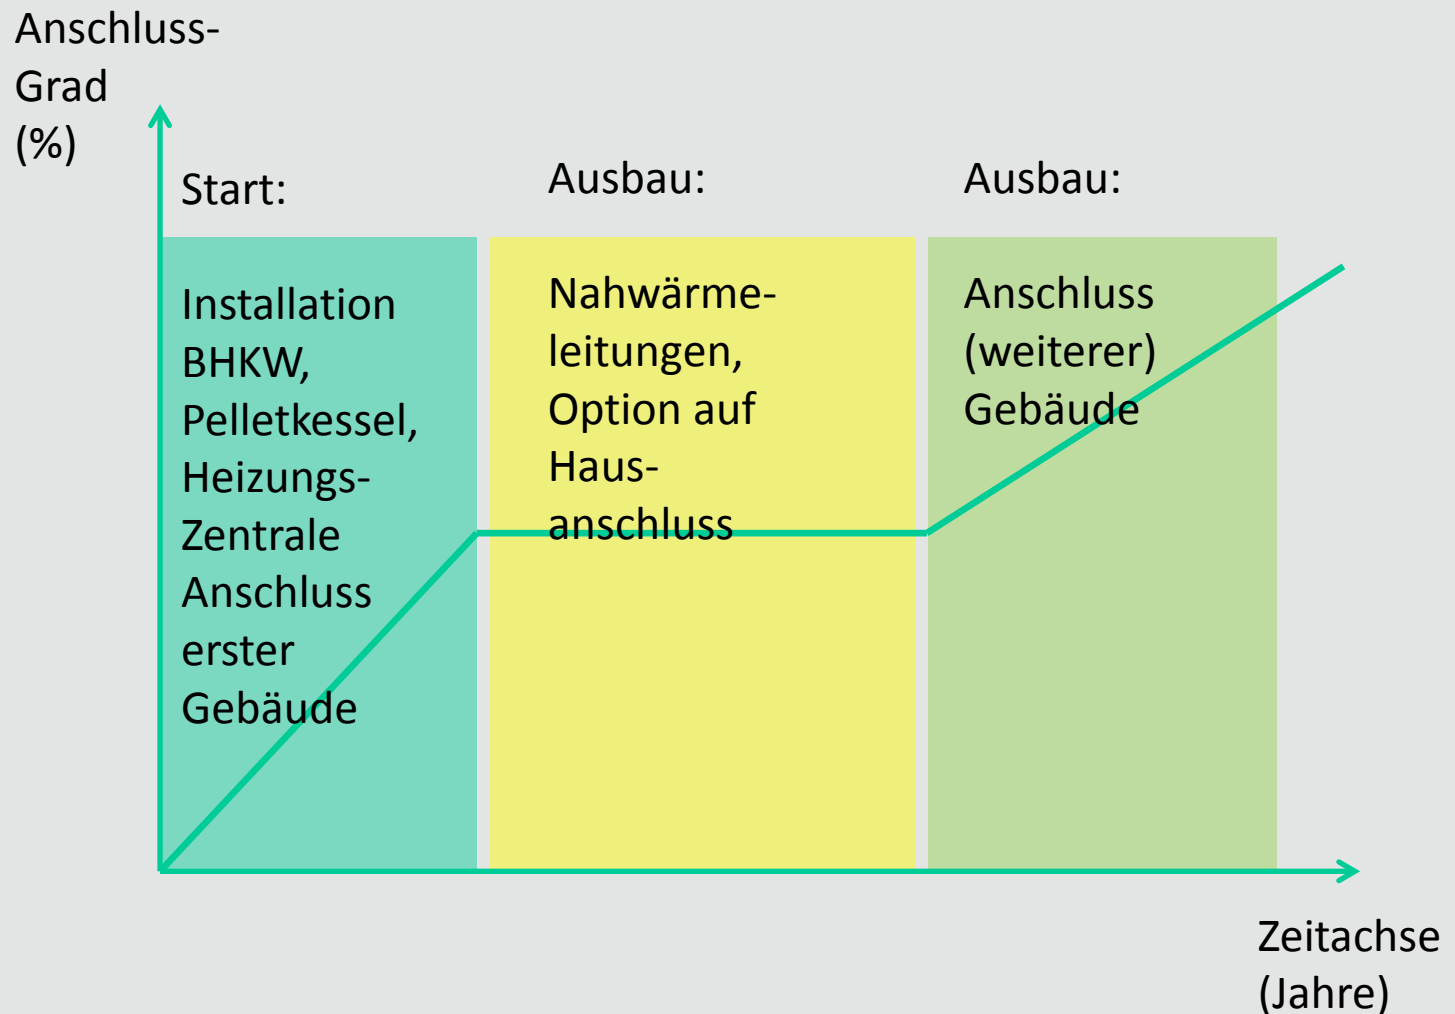 Anschluss-
Grad
(%)
Start:
Installation
BHKW,
Pelletkessel,
Heizungs-
Zentrale
Anschluss
erster
Gebäude
Ausbau:
Nahwärme-
leitungen,
Option auf
Haus-
anschluss
Ausbau:
Anschluss
(weiterer)
Gebäude
Zeitachse
(Jahre)